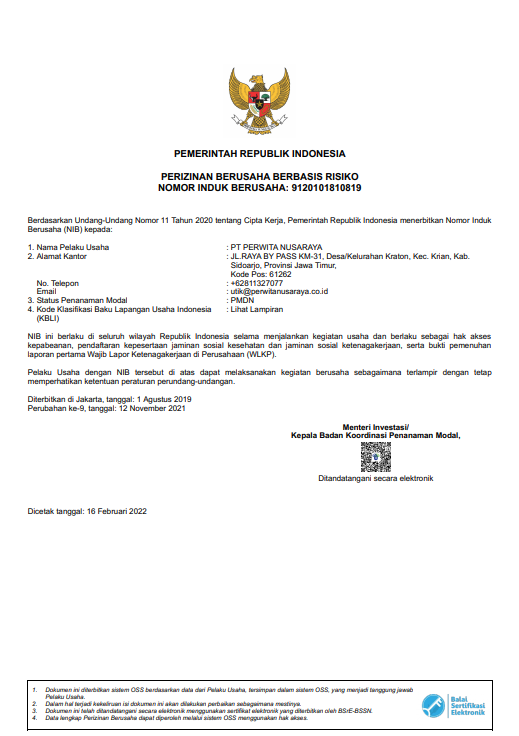 PEMERINTAH REPUBLIK INDONESIA
PERIZINAN BERUSAHA BERBASIS RISIKO
NOMOR INDUK BERUSAHA: 9120101810819
Berdasarkan Undang-Undang Nomor 11 Tahun 2020 tentang Cipta Kerja, Pemerintah Republik Indonesia menerbitkan Nomor Induk
Berusaha (NIB) kepada:
1. Nama Pelaku Usaha : PT PERWITA NUSARAYA
2. Alamat Kantor : JL.RAYA BY PASS KM-31, Desa/Kelurahan Kraton, Kec. Krian, Kab.
Sidoarjo, Provinsi Jawa Timur,
Kode Pos: 61262
No. Telepon : +62811327077
Email : utik@perwitanusaraya.co.id
3. Status Penanaman Modal : PMDN
4. Kode Klasifikasi Baku Lapangan Usaha Indonesia : Lihat Lampiran
(KBLI)
NIB ini berlaku di seluruh wilayah Republik Indonesia selama menjalankan kegiatan usaha dan berlaku sebagai hak akses
kepabeanan, pendaftaran kepesertaan jaminan sosial kesehatan dan jaminan sosial ketenagakerjaan, serta bukti pemenuhan
laporan pertama Wajib Lapor Ketenagakerjaan di Perusahaan (WLKP).
Pelaku Usaha dengan NIB tersebut di atas dapat melaksanakan kegiatan berusaha sebagaimana terlampir dengan tetap
memperhatikan ketentuan peraturan perundang-undangan.
Diterbitkan di Jakarta, tanggal: 1 Agustus 2019
Perubahan ke-9, tanggal: 12 November 2021
Menteri Investasi/
Kepala Badan Koordinasi Penanaman Modal,
Ditandatangani secara elektronik
Dicetak tanggal: 16 Februari 2022
1. Dokumen ini diterbitkan sistem OSS berdasarkan data dari Pelaku Usaha, tersimpan dalam sistem OSS, yang menjadi tanggung jawab
Pelaku Usaha.
2. Dalam hal terjadi kekeliruan isi dokumen ini akan dilakukan perbaikan sebagaimana mestinya.
3. Dokumen ini telah ditandatangani secara elektronik menggunakan sertifikat elektronik yang diterbitkan oleh BSrE-BSSN.
4. Data lengkap Perizinan Berusaha dapat diperoleh melalui sistem OSS menggunakan hak akses.
Balai
Sertifikasi
Elektronik